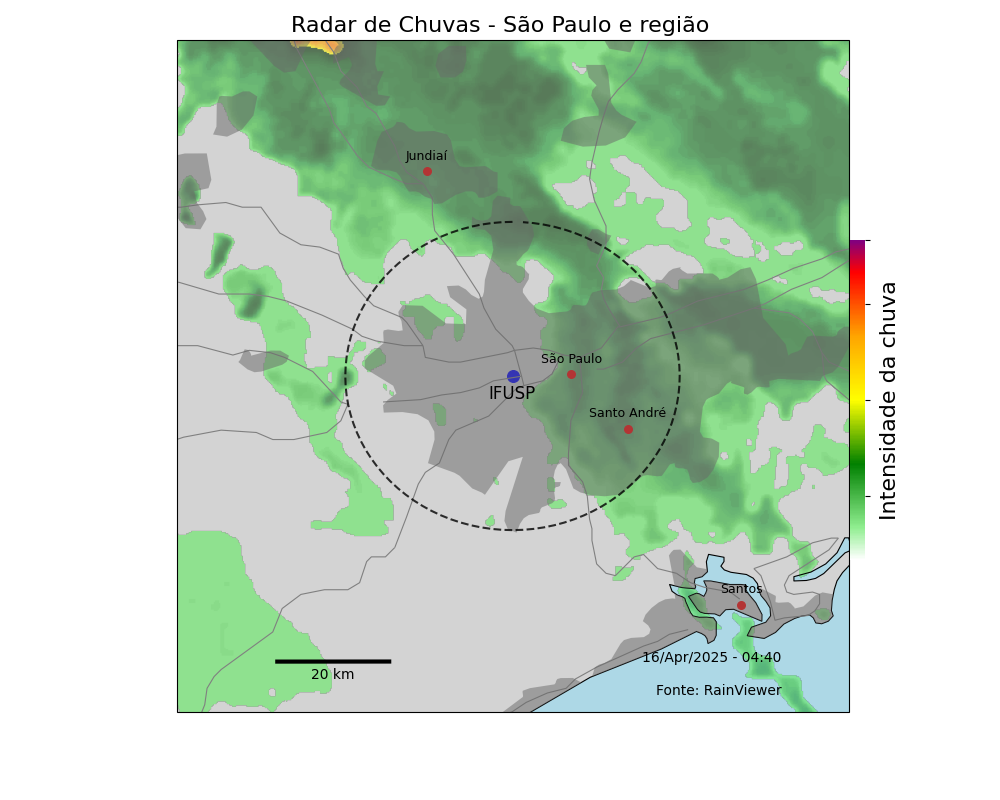 Radar de Chuvas - São Paulo e região
Jundiaí
São Paulo
IFUSP
Santo André
Intensidade da chuva
Santos
16/Apr/2025 - 04:40
20 km
Fonte: RainViewer